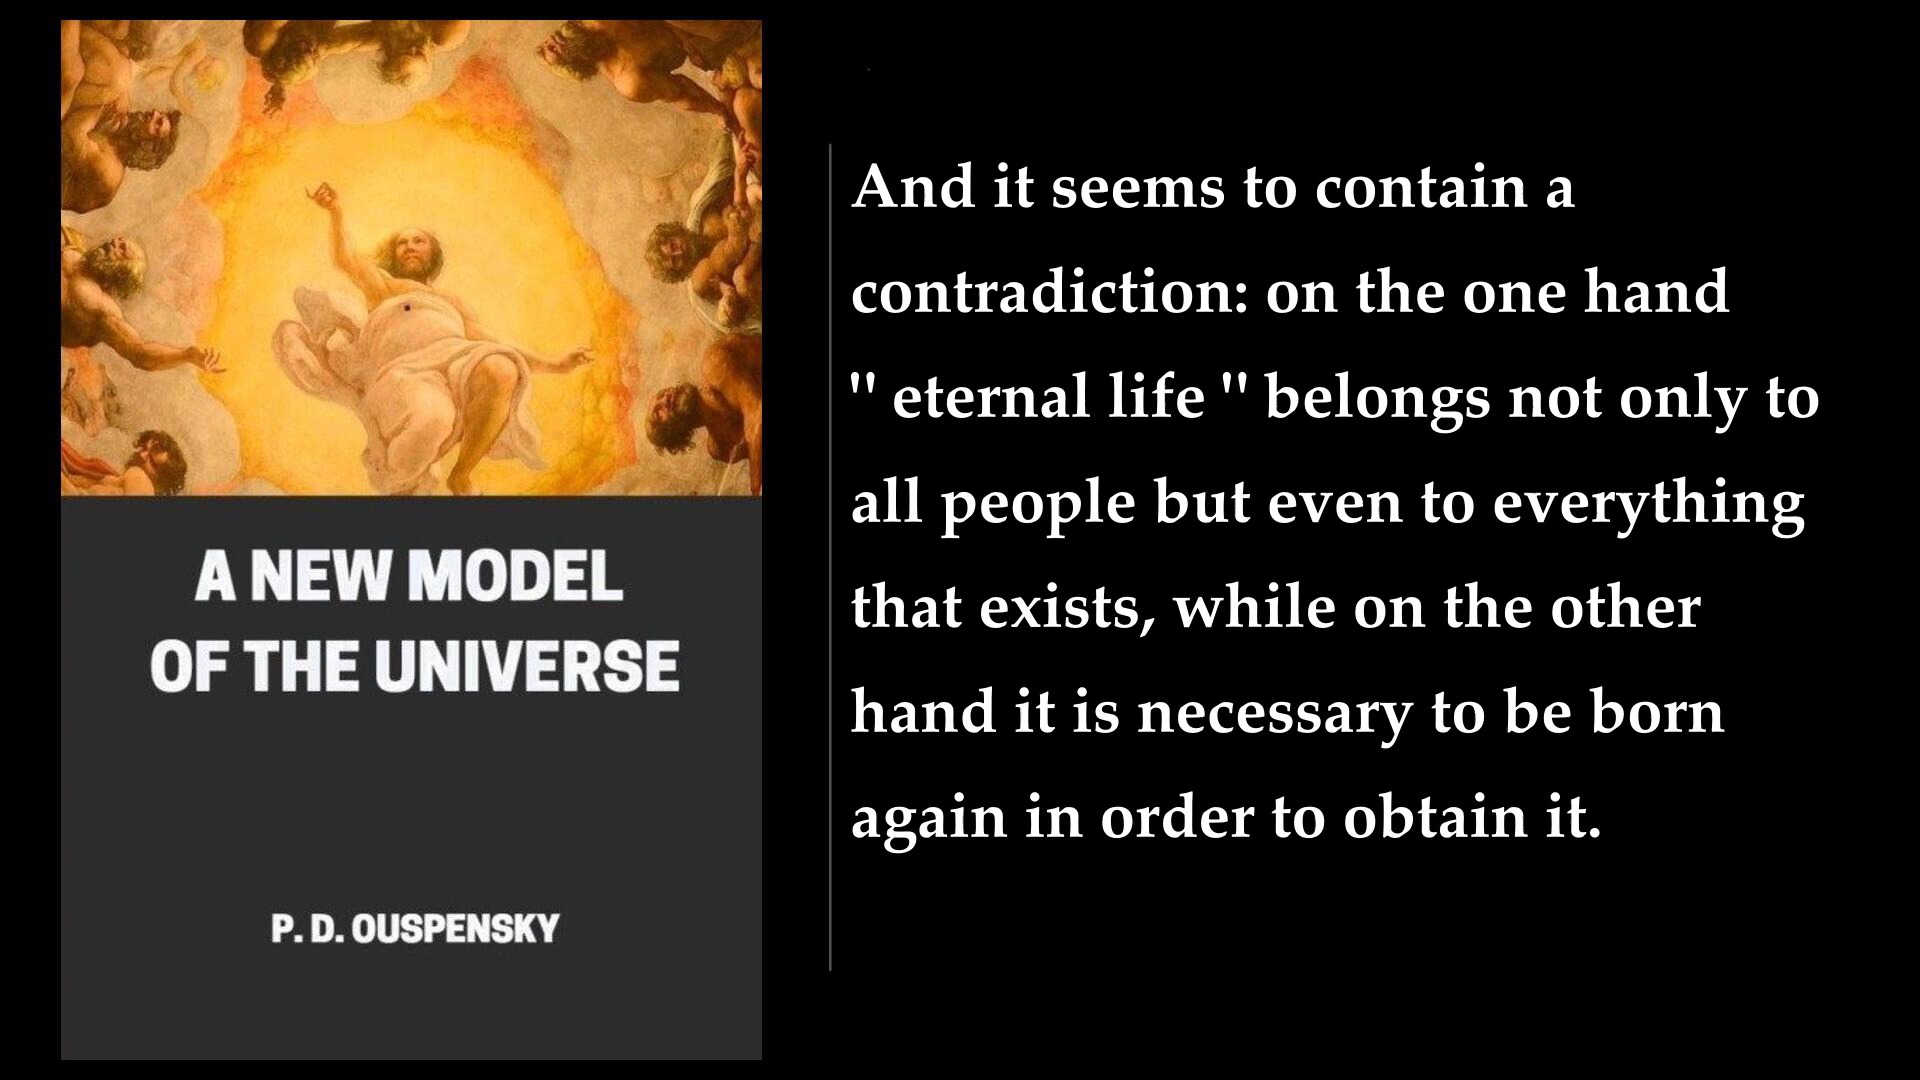 A NEW MODEL
OF THE UNIVERSE
P. D. OUSPENSKY
And it seems to contain a
contradiction: on the one hand
" eternal life " belongs not only to
all people but even to everything
that exists, while on the other
hand it is necessary to be born
again in order to obtain it.